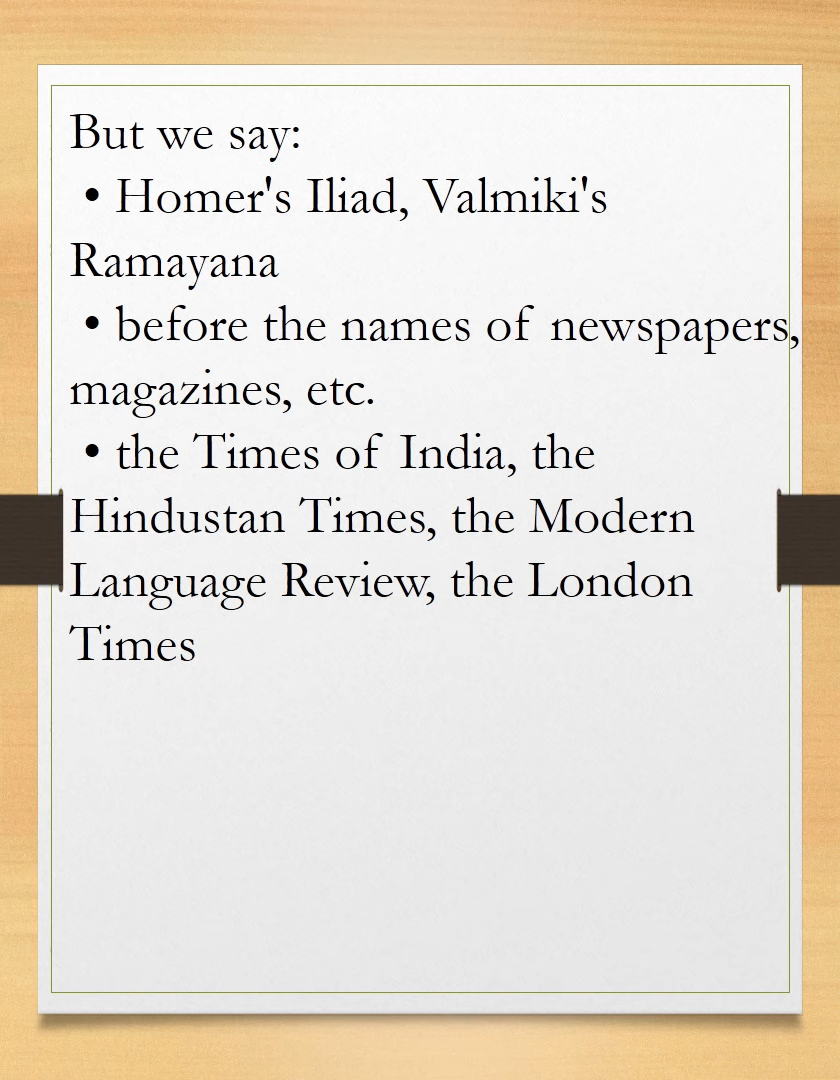 But we say:
• Homer's Iliad, Valmiki's
Ramayana
• before the names of newspapers,
magazines, etc.
• the Times of India, the
Hindustan Times, the Modern
Language Review, the London
Times